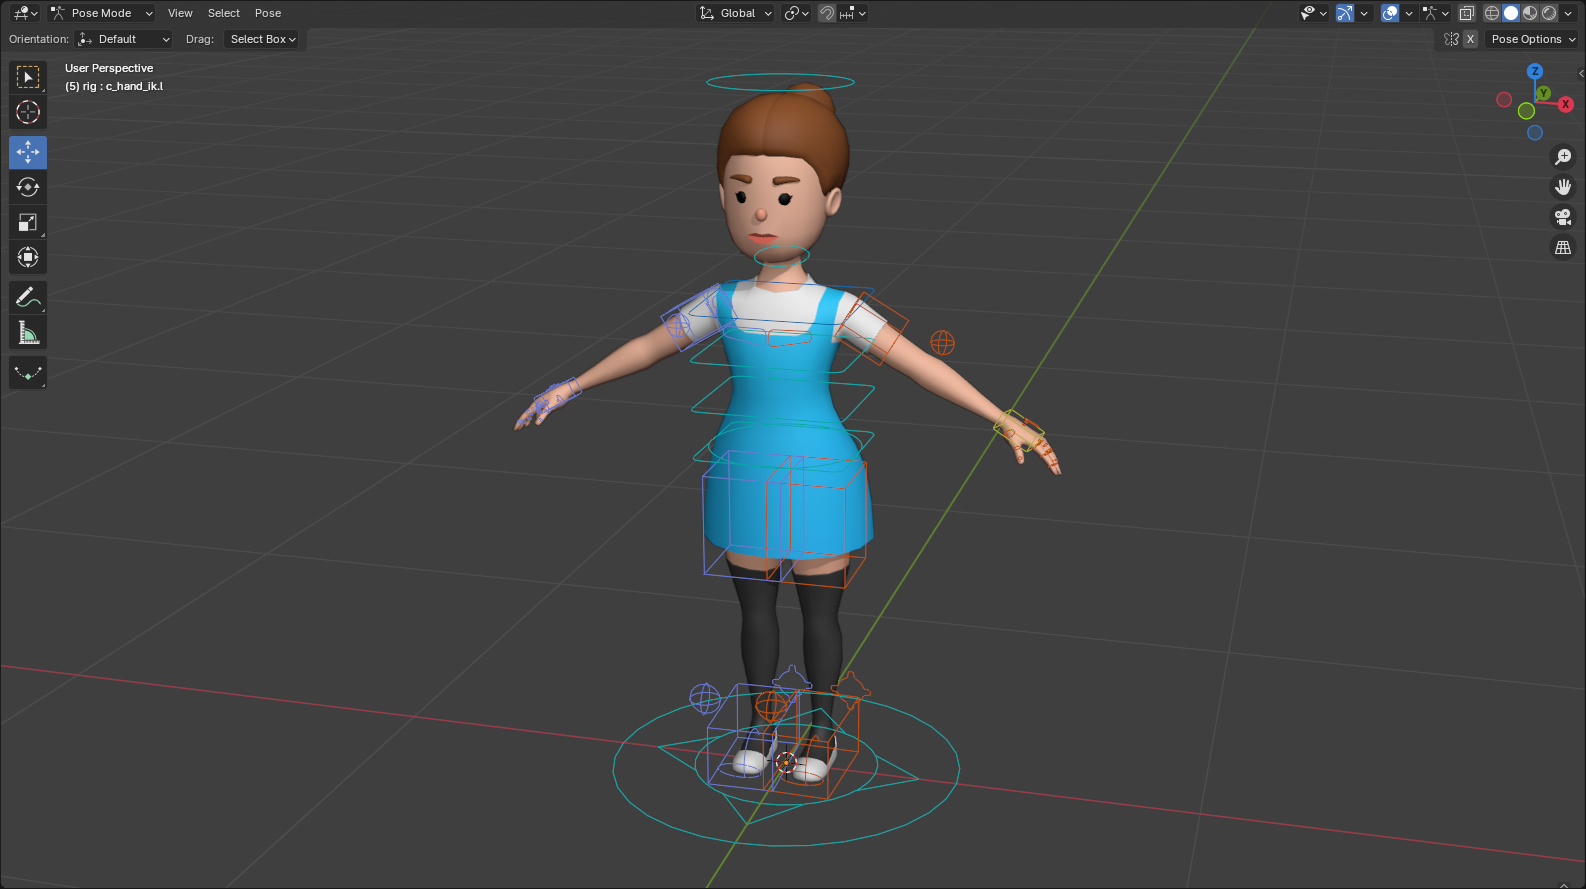 Pose Mode View Select Pose Global
Orientation: Default Drag: Select Box X Pose Options
User Perspective
(5) rig : c_hand_ik.l
Z
Y
X